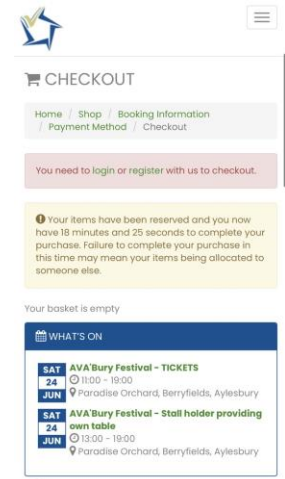 CHECKOUT
Home / Shop / Booking Information
/ Payment Method / Checkout
You need to login or register with us to checkout.
Your items have been reserved and you now
have 18 minutes and 25 seconds to complete your
purchase. Failure to complete your purchase in
this time may mean your items being allocated to
someone else.
Your basket is empty
WHAT'S ON
SAT
24
JUN
AVA'Bury Festival - TICKETS
11:00 - 19:00
Paradise Orchard, Berryfields, Aylesbury
SAT
24
JUN
AVA'Bury Festival - Stall holder providing
own table
13:00 - 19:00
Paradise Orchard, Berryfields, Aylesbury